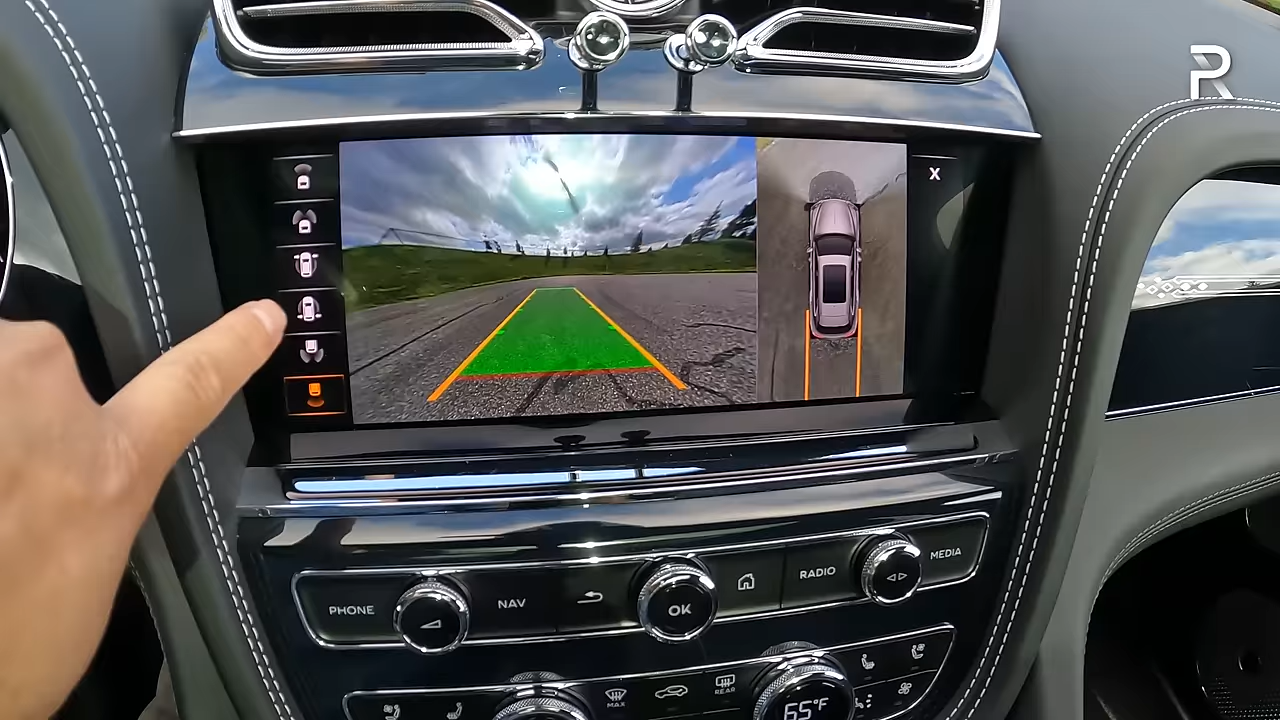 X
PHONE
NAV
OK
RADIO
MEDIA
MAX
REAR
65°F